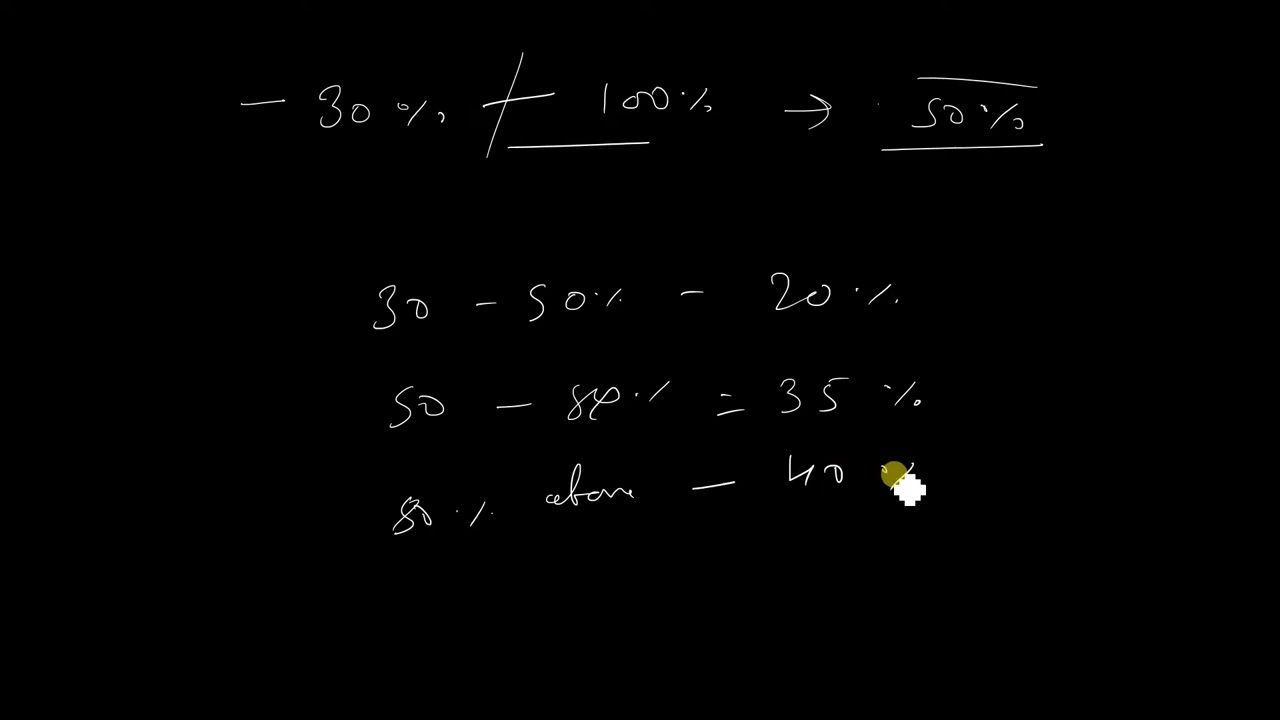 - 30% + 100% → 50%
30 - 50% - 20%
50 - 80% = 35%
80% above - 40%